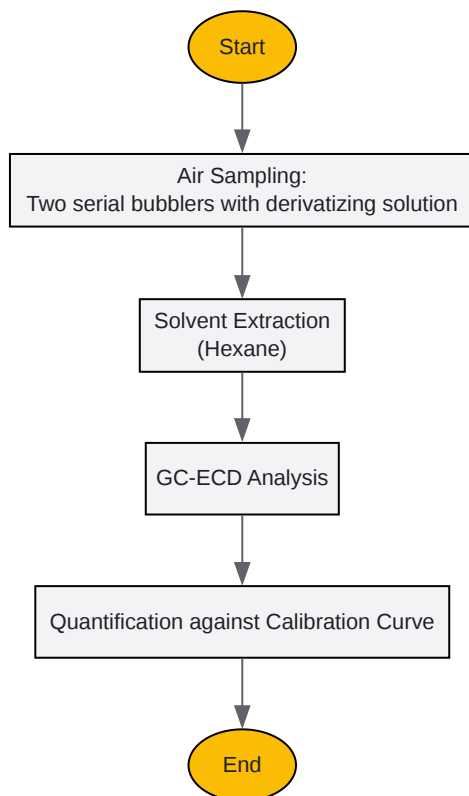 Start
Air Sampling:
Two serial bubblers with derivatizing solution
Solvent Extraction
(Hexane)
GC-ECD Analysis
Quantification against Calibration Curve
End